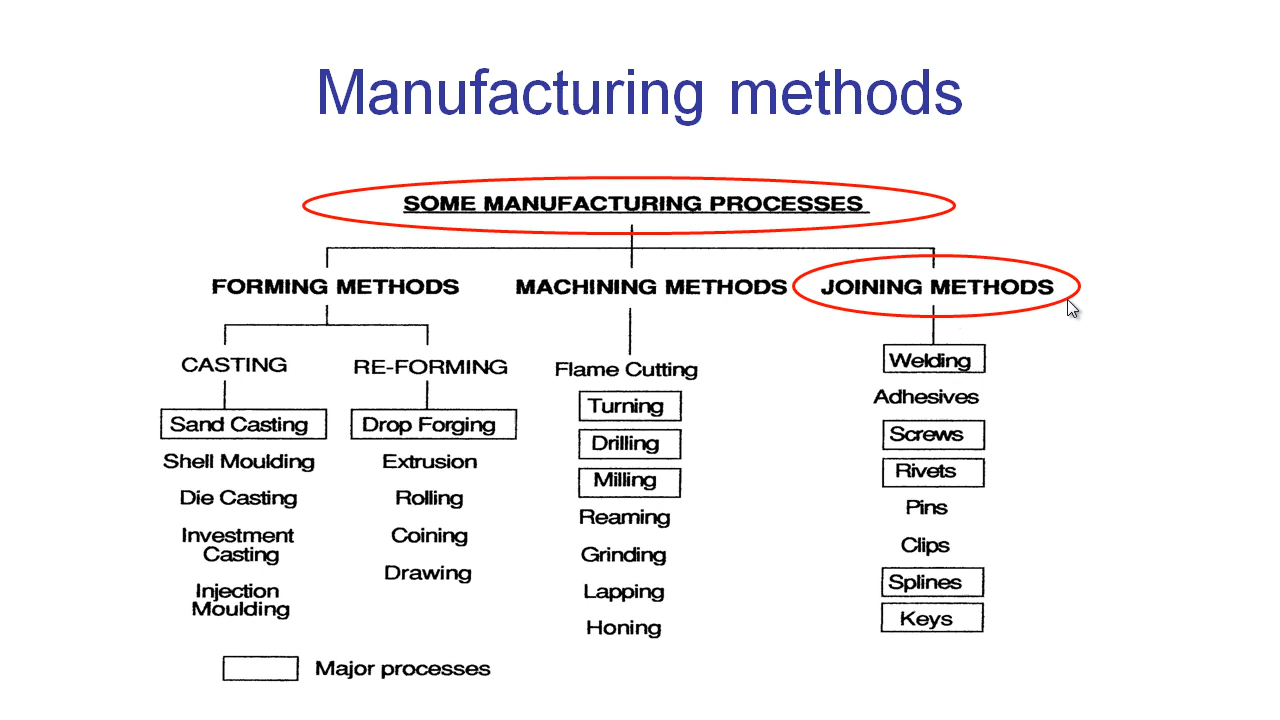 Manufacturing methods
SOME MANUFACTURING PROCESSES
FORMING METHODS
MACHINING METHODS
JOINING METHODS
CASTING
Sand Casting
Shell Moulding
Die Casting
Investment
Casting
Injection
Moulding
RE-FORMING
Drop Forging
Extrusion
Rolling
Coining
Drawing
Flame Cutting
Turning
Drilling
Milling
Reaming
Grinding
Lapping
Honing
Welding
Adhesives
Screws
Rivets
Pins
Clips
Splines
Keys
Major processes